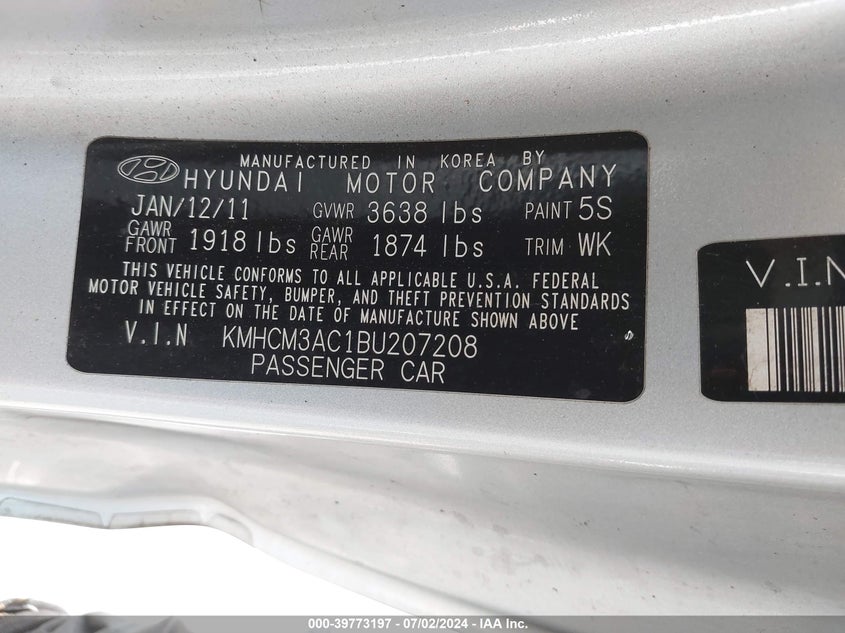 MANUFACTURED IN KOREA BY
HYUNDAI MOTOR COMPANY
JAN/12/11 GVWR 3638 lbs PAINT 5S
GAWR FRONT 1918 lbs GAWR REAR 1874 lbs TRIM WK
THIS VEHICLE CONFORMS TO ALL APPLICABLE U.S.A. FEDERAL
MOTOR VEHICLE SAFETY, BUMPER, AND THEFT PREVENTION STANDARDS
IN EFFECT ON THE DATE OF MANUFACTURE SHOWN ABOVE
V.I.N KMHCM3AC1BU207208
PASSENGER CAR
V.I.N
000-39773197 - 07/02/2024 - IAA Inc.